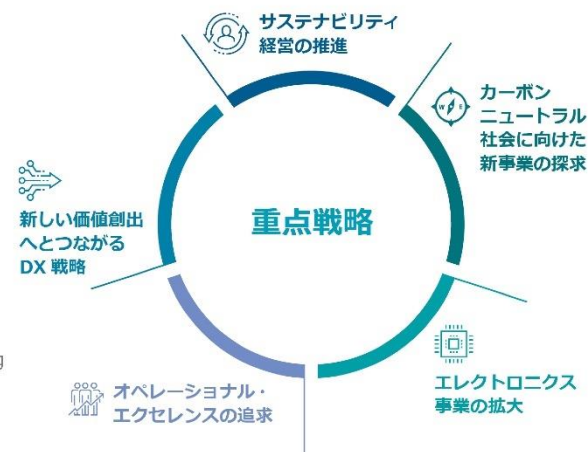 サステナビリティ
経営の推進
W
E
カーボン
ニュートラル
社会に向けた
新事業の探求
重点戦略
新しい価値創出
へとつながる
DX 戦略
エレクトロニクス
事業の拡大
g
オペレーショナル・
エクセレンスの追求